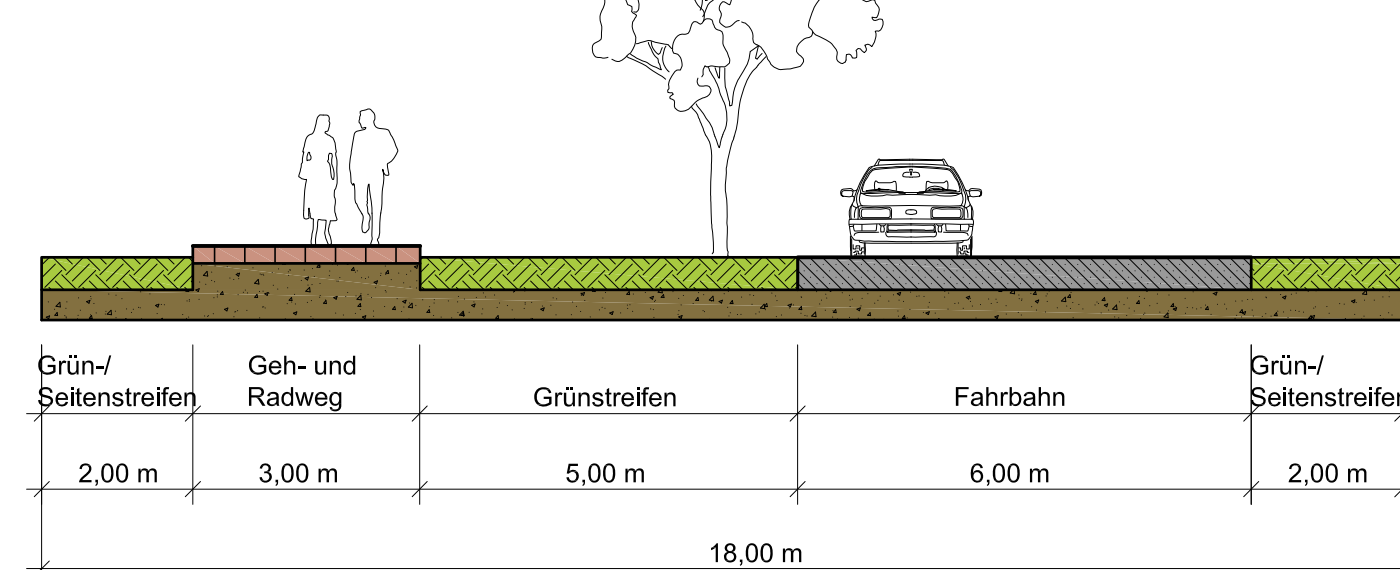 Grün-/
Seitenstreifen
Geh- und
Radweg
Grünstreifen
Fahrbahn
Grün-/
Seitenstreifen
2,00 m
3,00 m
5,00 m
6,00 m
2,00 m
18,00 m